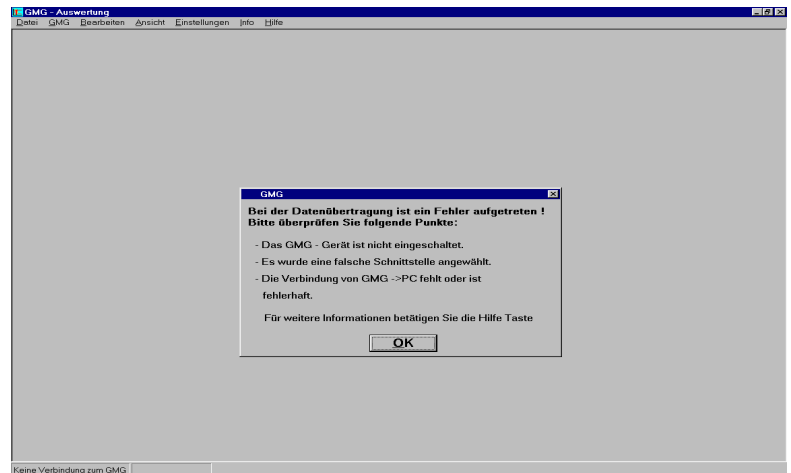 GMG - Auswertung
Datei GMG Bearbeiten Ansicht Einstellungen Info Hilfe
GMG
Bei der Datenübertragung ist ein Fehler aufgetreten !
Bitte überprüfen Sie folgende Punkte:
- Das GMG - Gerät ist nicht eingeschaltet.
- Es wurde eine falsche Schnittstelle angewählt.
- Die Verbindung von GMG ->PC fehlt oder ist
fehlerhaft.
Für weitere Informationen betätigen Sie die Hilfe Taste
OK
Keine Verbindung zum GMG